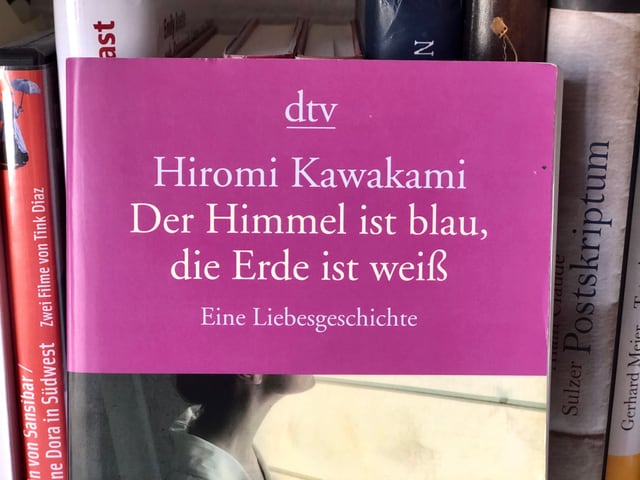 dtv
Hiromi Kawakami
Der Himmel ist blau,
die Erde ist weiß
Eine Liebesgeschichte
ast
N
n von Sansibar /
ne Dora in Südwest
Zwei Filme von Tink Diaz
Sulzer
Postskriptum
Gerhard Meier